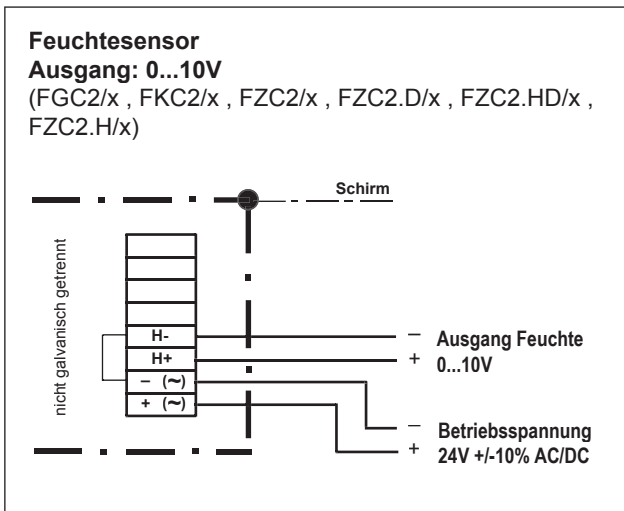 Feuchtesensor
Ausgang: 0...10V
(FGC2/x , FKC2/x , FZC2/x , FZC2.D/x , FZC2.HD/x ,
FZC2.H/x)
Schirm
nicht galvanisch getrennt
H-
H+
– (~)
+ (~)
– Ausgang Feuchte
+ 0...10V
– Betriebsspannung
+ 24V +/-10% AC/DC